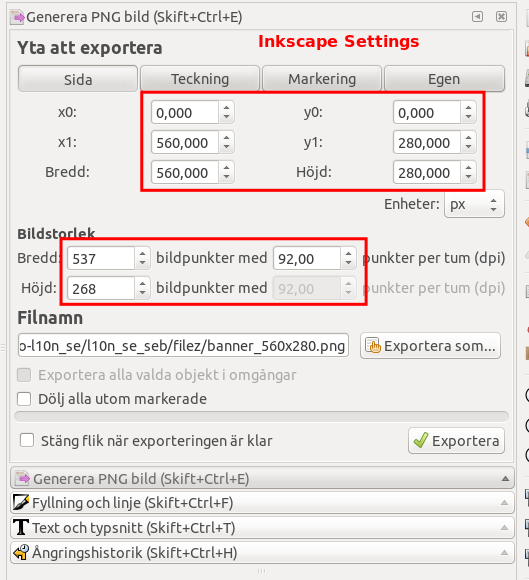 Generera PNG bild (Skift+Ctrl+E)
Yta att exportera
Inkscape Settings
Sida Teckning Markering Egen
x0: 0,000 y0: 0,000
x1: 560,000 y1: 280,000
Bredd: 560,000 Höjd: 280,000
Enheter: px
Bildstorlek
Bredd: 537 bildpunkter med 92,00 punkter per tum (dpi)
Höjd: 268 bildpunkter med 92,00 punkter per tum (dpi)
Filnamn
o-l10n_se/l10n_se_seb/filez/banner_560x280.png Exportera som...
Exportera alla valda objekt i omgångar
Dölj alla utom markerade
Stäng flik när exporteringen är klar Exportera
Generera PNG bild (Skift+Ctrl+E)
Fyllning och linje (Skift+Ctrl+F)
Text och typsnitt (Skift+Ctrl+T)
Ångringshistorik (Skift+Ctrl+H)